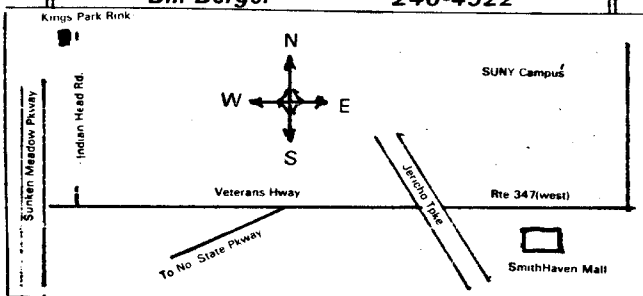 Kings Park Rink
N
SUNY Campus
W
E
S
Sunken Meadow Pkway
Indian Head Rd.
Jericho Tpke
Veterans Hway
Rte 347(west)
To No. State Pkway
SmithHaven Mall